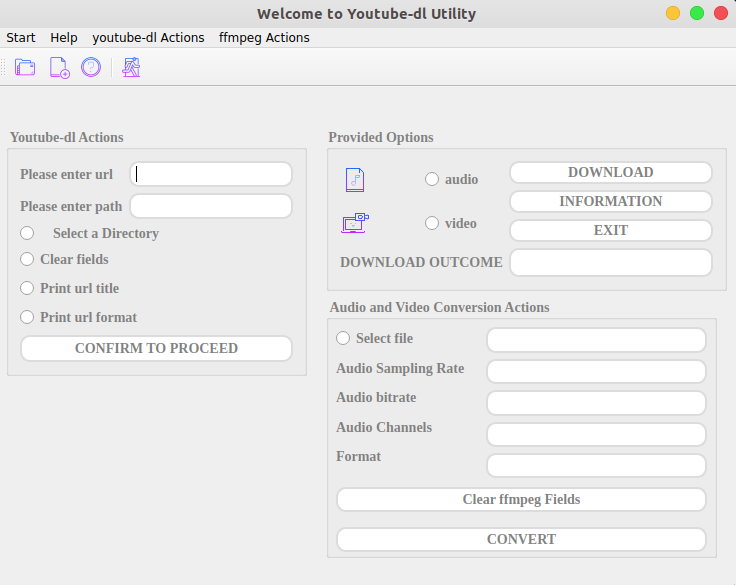 Welcome to Youtube-dl Utility
Start Help youtube-dl Actions ffmpeg Actions
Youtube-dl Actions
Please enter url
Please enter path
Select a Directory
Clear fields
Print url title
Print url format
CONFIRM TO PROCEED
Provided Options
audio
video
DOWNLOAD
INFORMATION
EXIT
DOWNLOAD OUTCOME
Audio and Video Conversion Actions
Select file
Audio Sampling Rate
Audio bitrate
Audio Channels
Format
Clear ffmpeg Fields
CONVERT